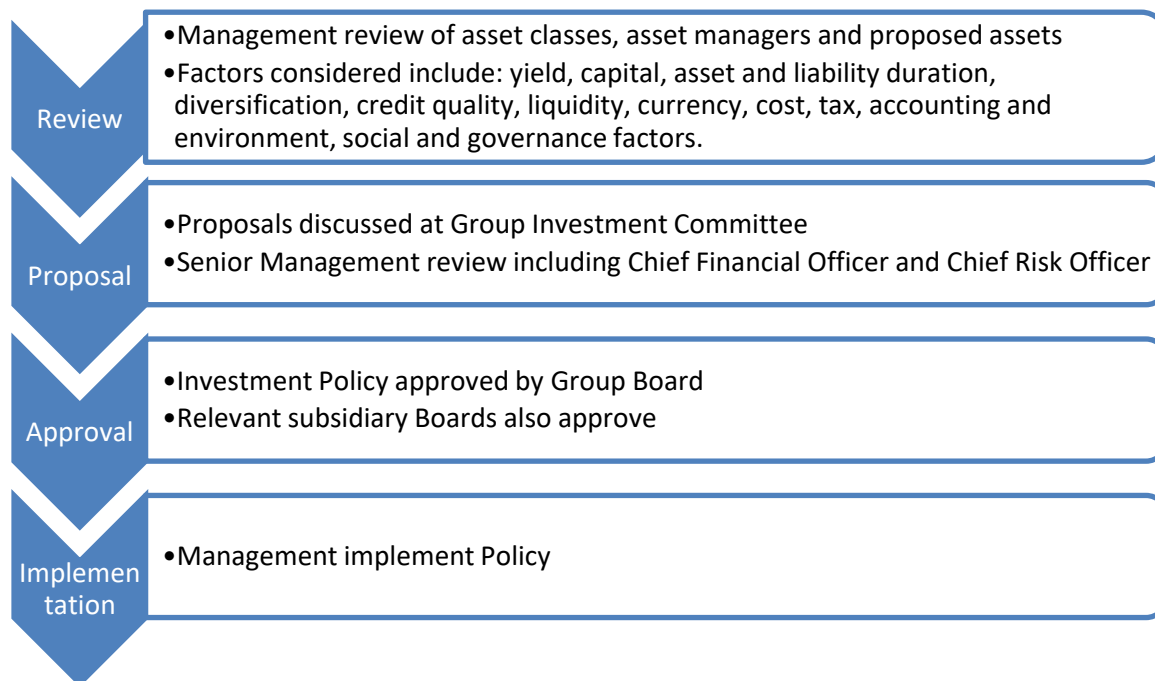 Review
•Management review of asset classes, asset managers and proposed assets
•Factors considered include: yield, capital, asset and liability duration,
diversification, credit quality, liquidity, currency, cost, tax, accounting and
environment, social and governance factors.
Proposal
•Proposals discussed at Group Investment Committee
•Senior Management review including Chief Financial Officer and Chief Risk Officer
Approval
•Investment Policy approved by Group Board
•Relevant subsidiary Boards also approve
Implemen
tation
•Management implement Policy